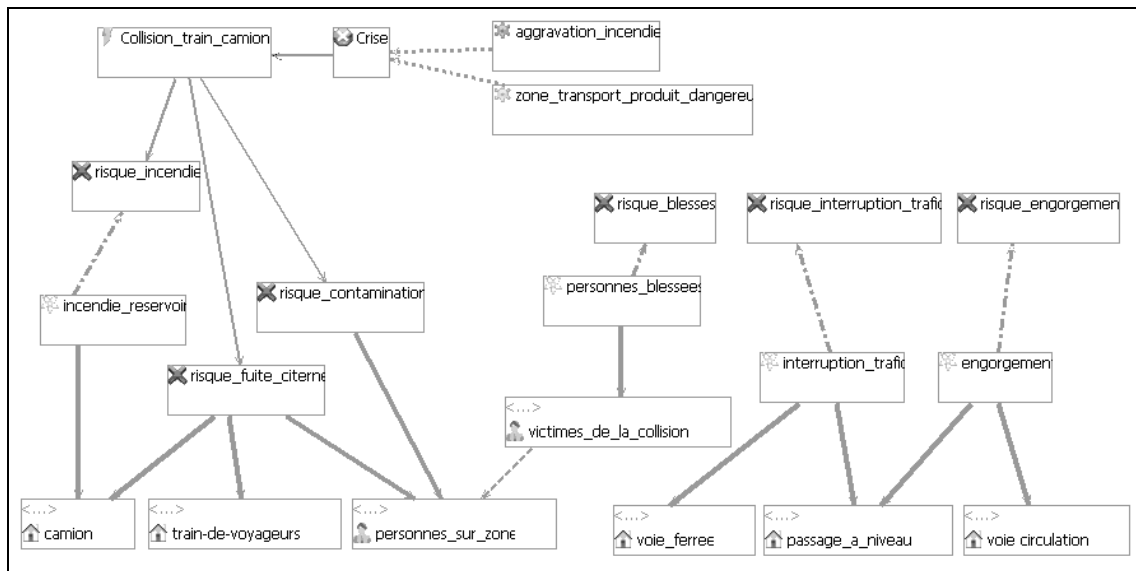 Collision_train_camion
Crise
aggravation_incendie
zone_transport_produit_dangereu
risque_incendie
risque_blesses
risque_interruption_trafic
risque_engorgemen
incendie_reservoir
risque_contamination
personnes_blessees
risque_fuite_citerne
interruption_trafic
engorgement
<...>
victimes_de_la_collision
<...>
camion
<...>
train-de-voyageurs
<...>
personnes_sur_zone
<...>
voie_ferree
<...>
passage_a_niveau
<...>
voie circulation